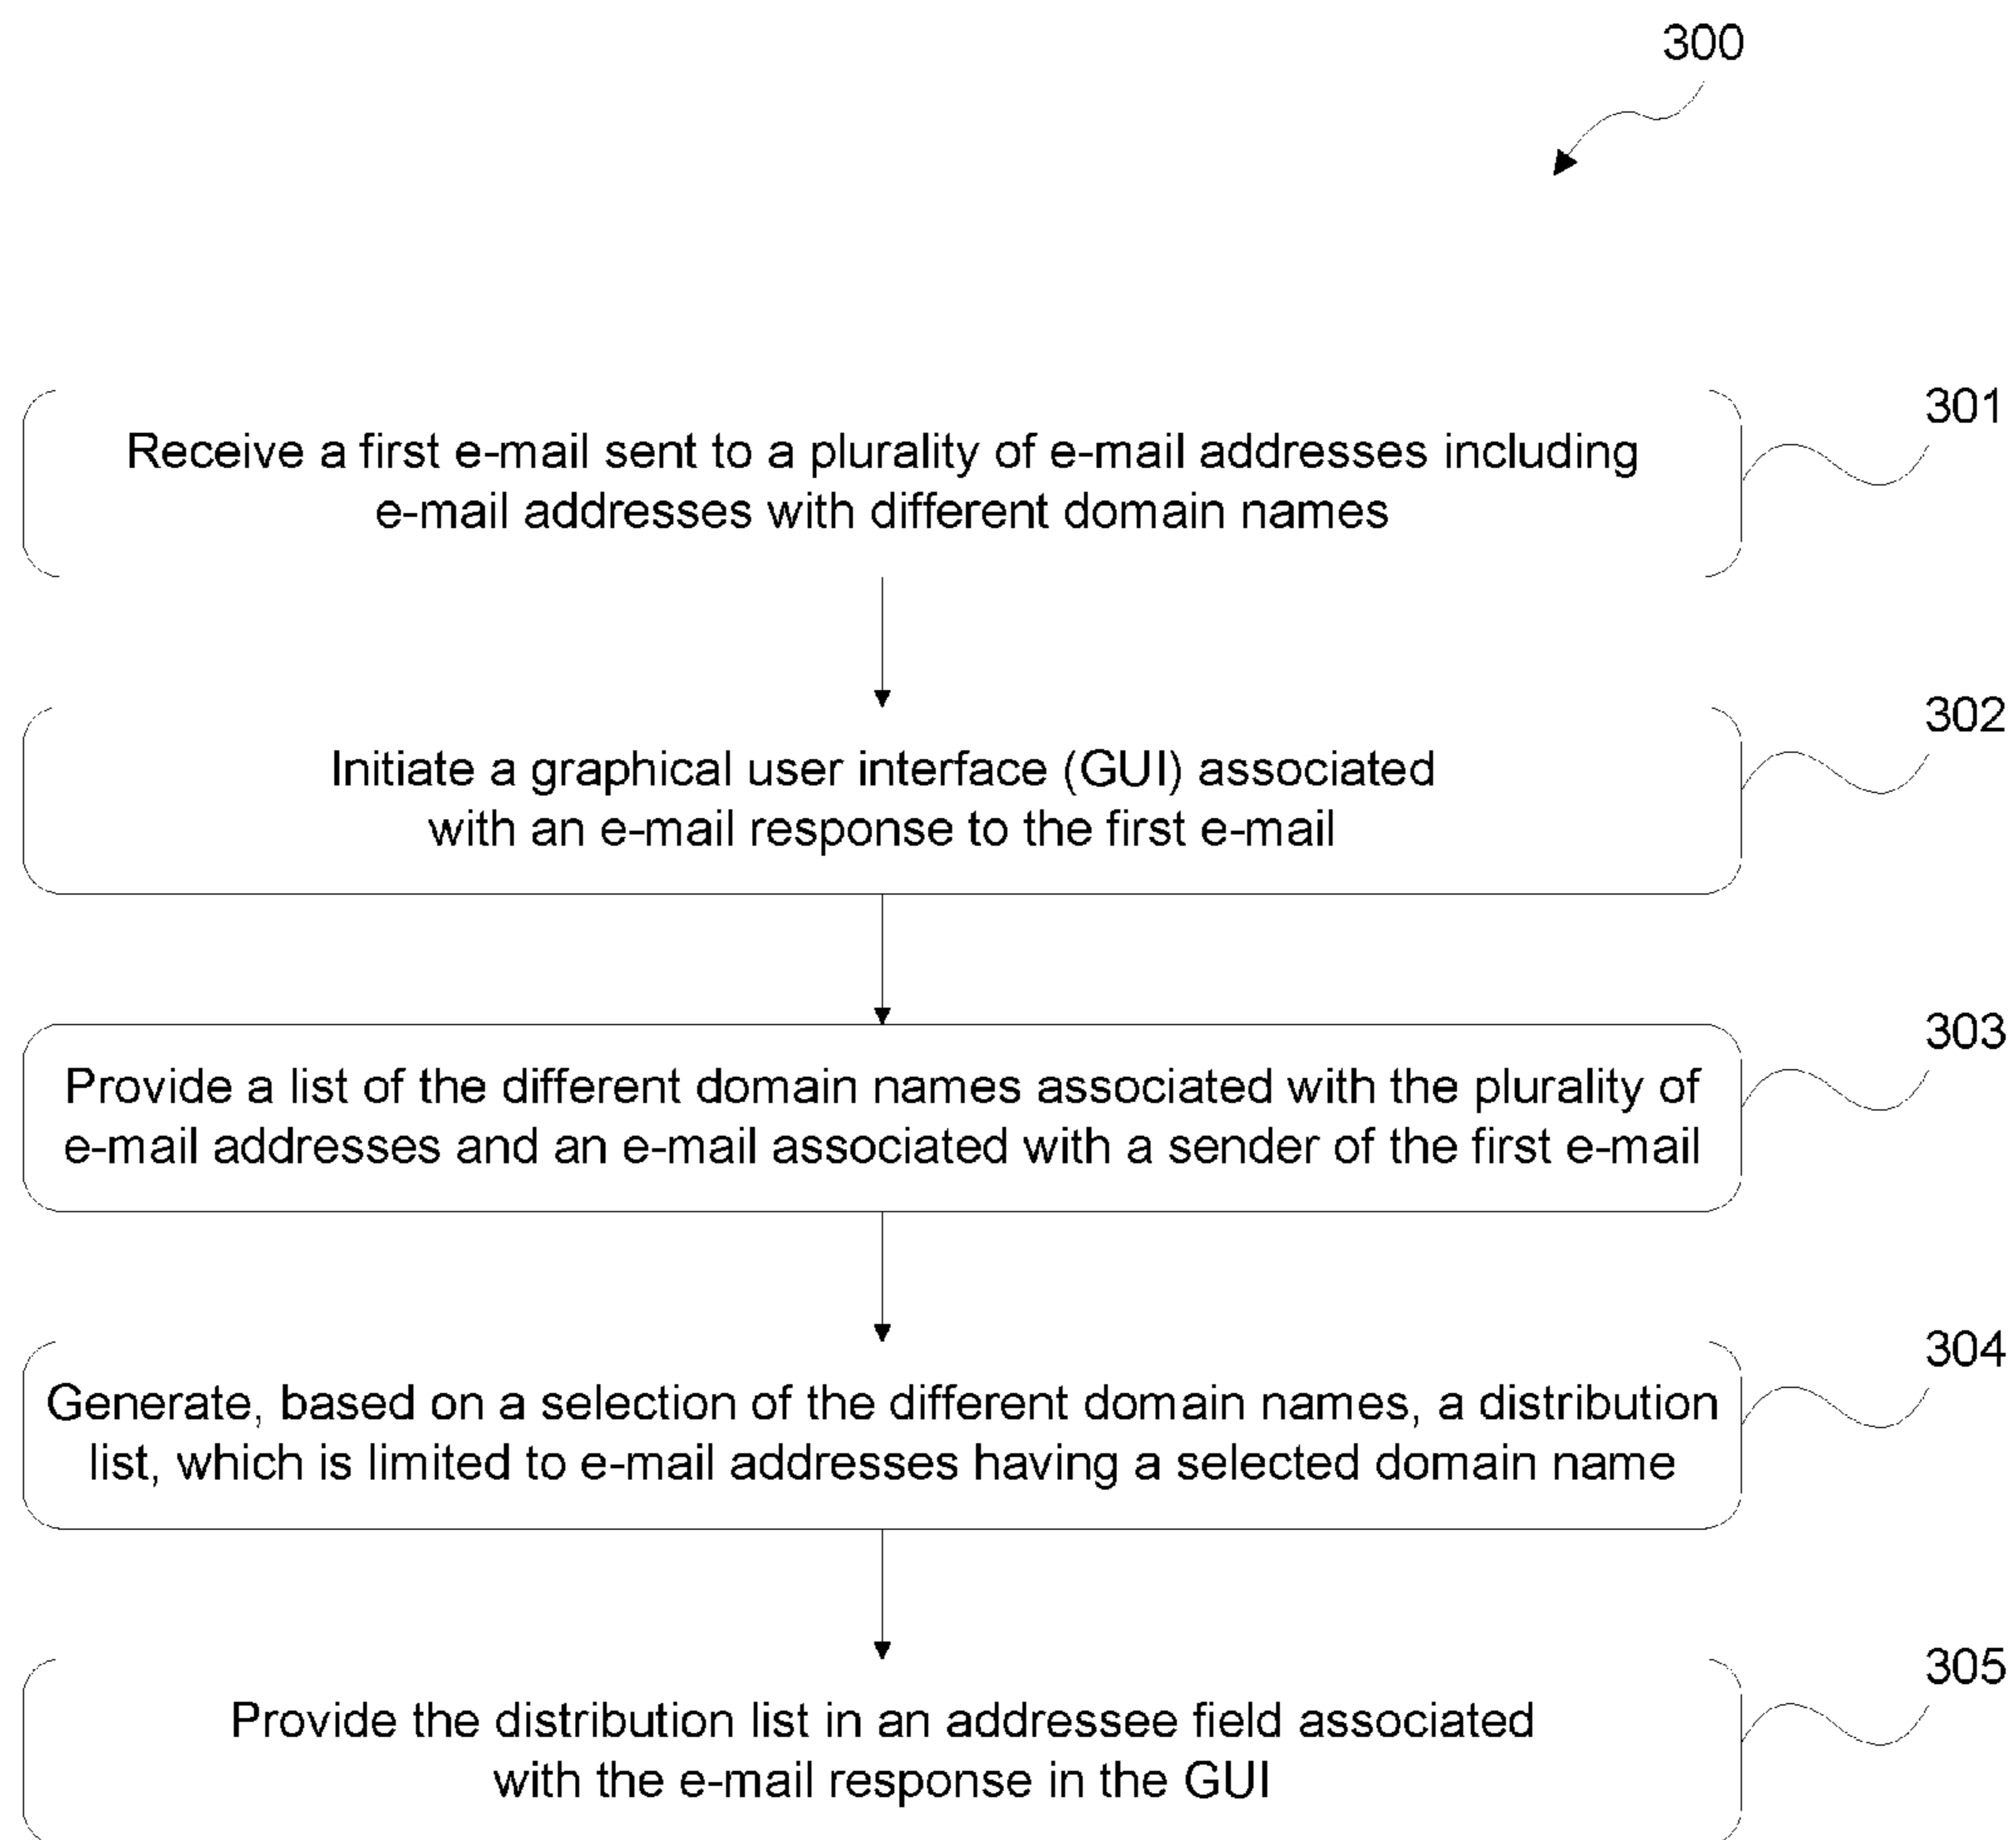 300
301
Receive a first e-mail sent to a plurality of e-mail addresses including
e-mail addresses with different domain names
302
Initiate a graphical user interface (GUI) associated
with an e-mail response to the first e-mail
303
Provide a list of the different domain names associated with the plurality of
e-mail addresses and an e-mail associated with a sender of the first e-mail
304
Generate, based on a selection of the different domain names, a distribution
list, which is limited to e-mail addresses having a selected domain name
305
Provide the distribution list in an addressee field associated
with the e-mail response in the GUI